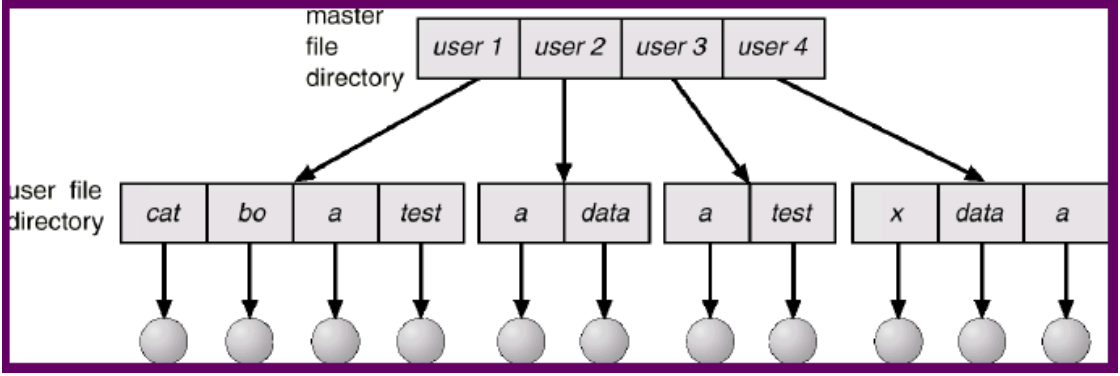 master
file
directory
user 1 user 2 user 3 user 4
user file
directory
cat bo a test a data a test x data a